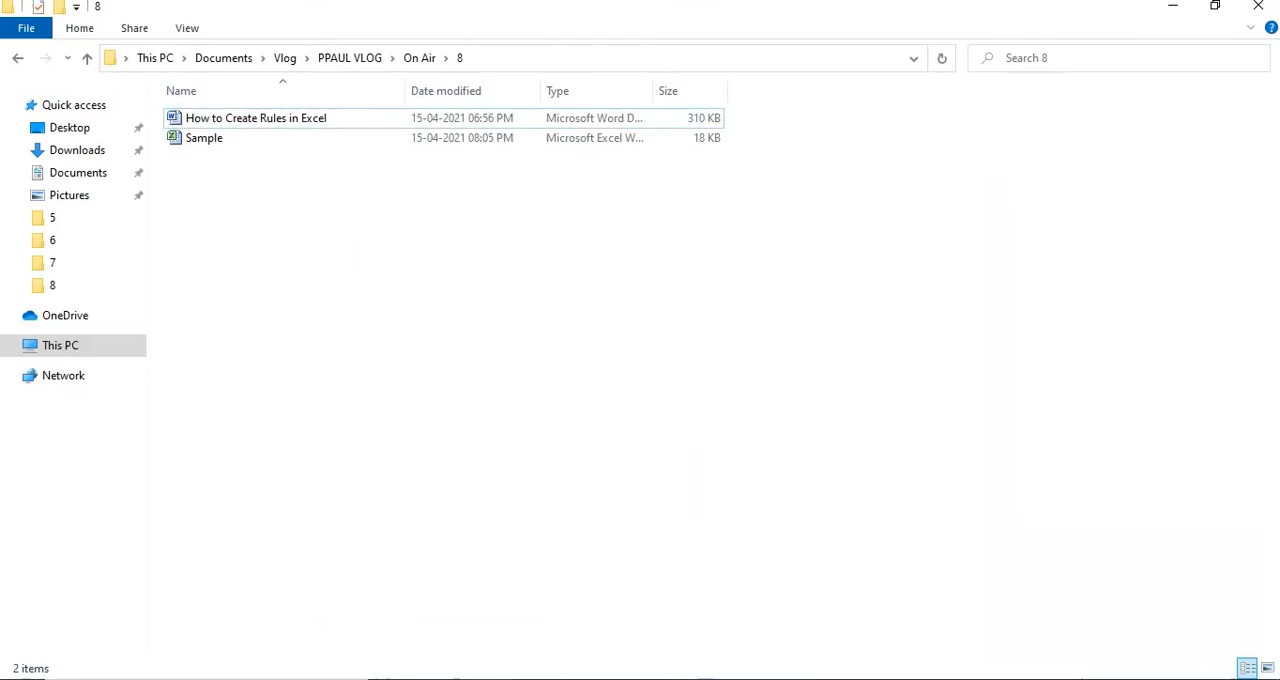 8
File Home Share View
This PC Documents Vlog PPAUL VLOG On Air 8 Search 8
Name Date modified Type Size
Quick access
How to Create Rules in Excel 15-04-2021 06:56 PM Microsoft Word D... 310 KB
Desktop
Sample 15-04-2021 08:05 PM Microsoft Excel W... 18 KB
Downloads
Documents
Pictures
5
6
7
8
OneDrive
This PC
Network
2 items